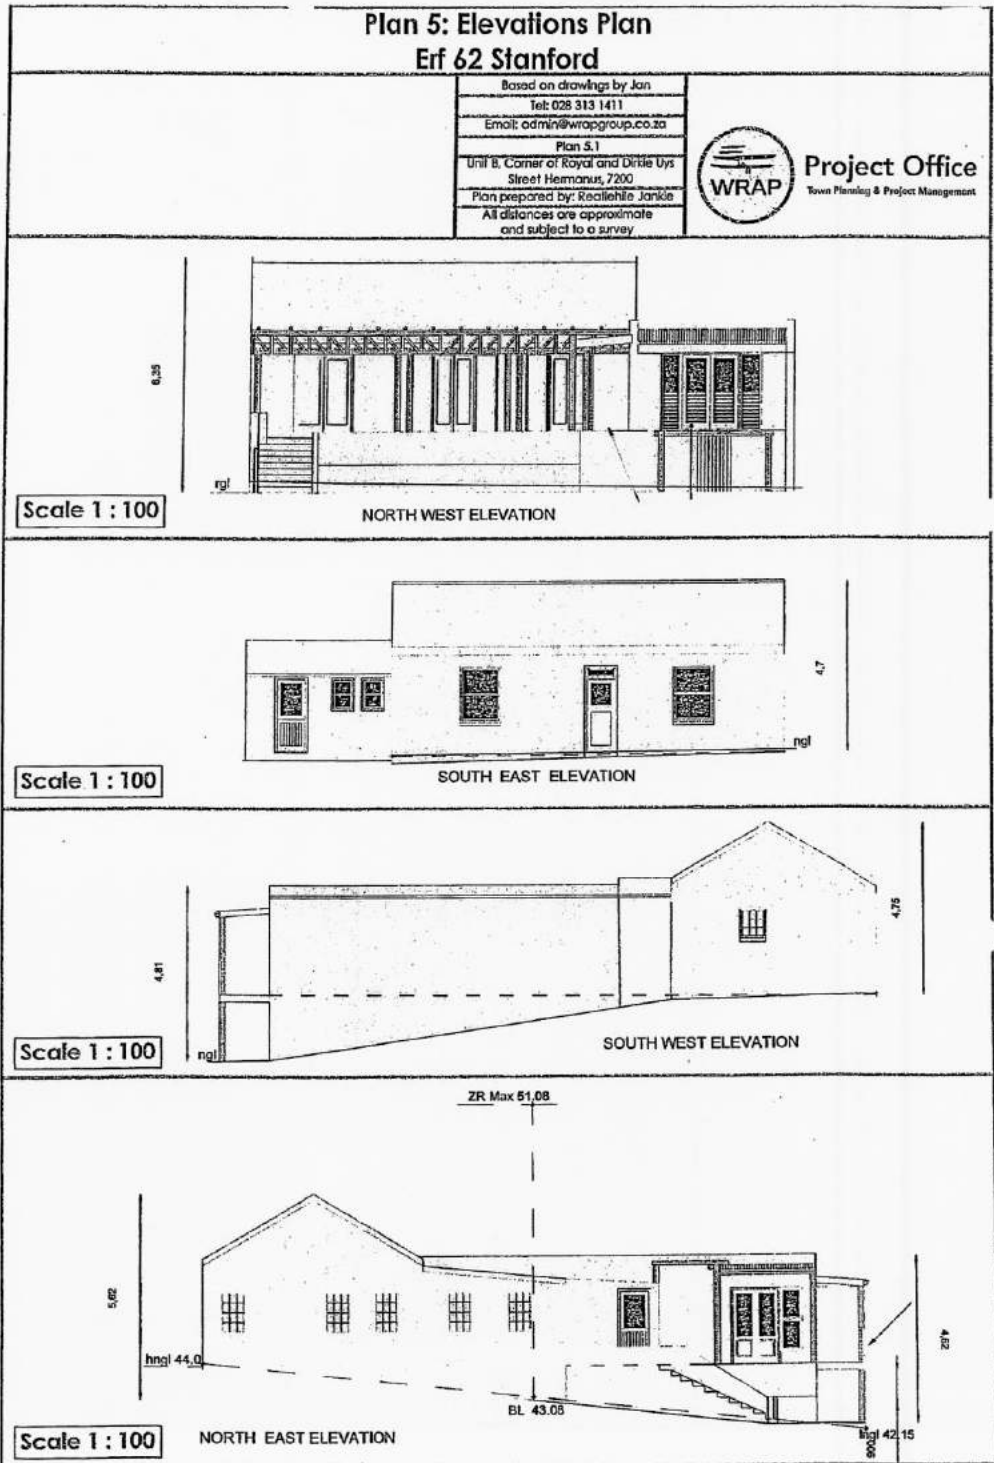 Plan 5: Elevations Plan
Erf 62 Stanford
Based on drawings by Jan
Tel: 028 313 1411
Email: admin@wrapgroup.co.za
Plan 5.1
Unit B, Corner of Royal and Dirkie Uys
Street Hermanus, 7200
Plan prepared by: Realiehile Jankie
All distances are approximate
and subject to a survey
WRAP
Project Office
Town Planning & Project Management
6,35
ngl
Scale 1 : 100
NORTH WEST ELEVATION
4,7
ngl
Scale 1 : 100
SOUTH EAST ELEVATION
4,75
4,81
ngl
Scale 1 : 100
SOUTH WEST ELEVATION
ZR Max 51.08
5,62
hngl 44.0
4,62
BL 43.08
lngl 42.15
Scale 1 : 100
NORTH EAST ELEVATION